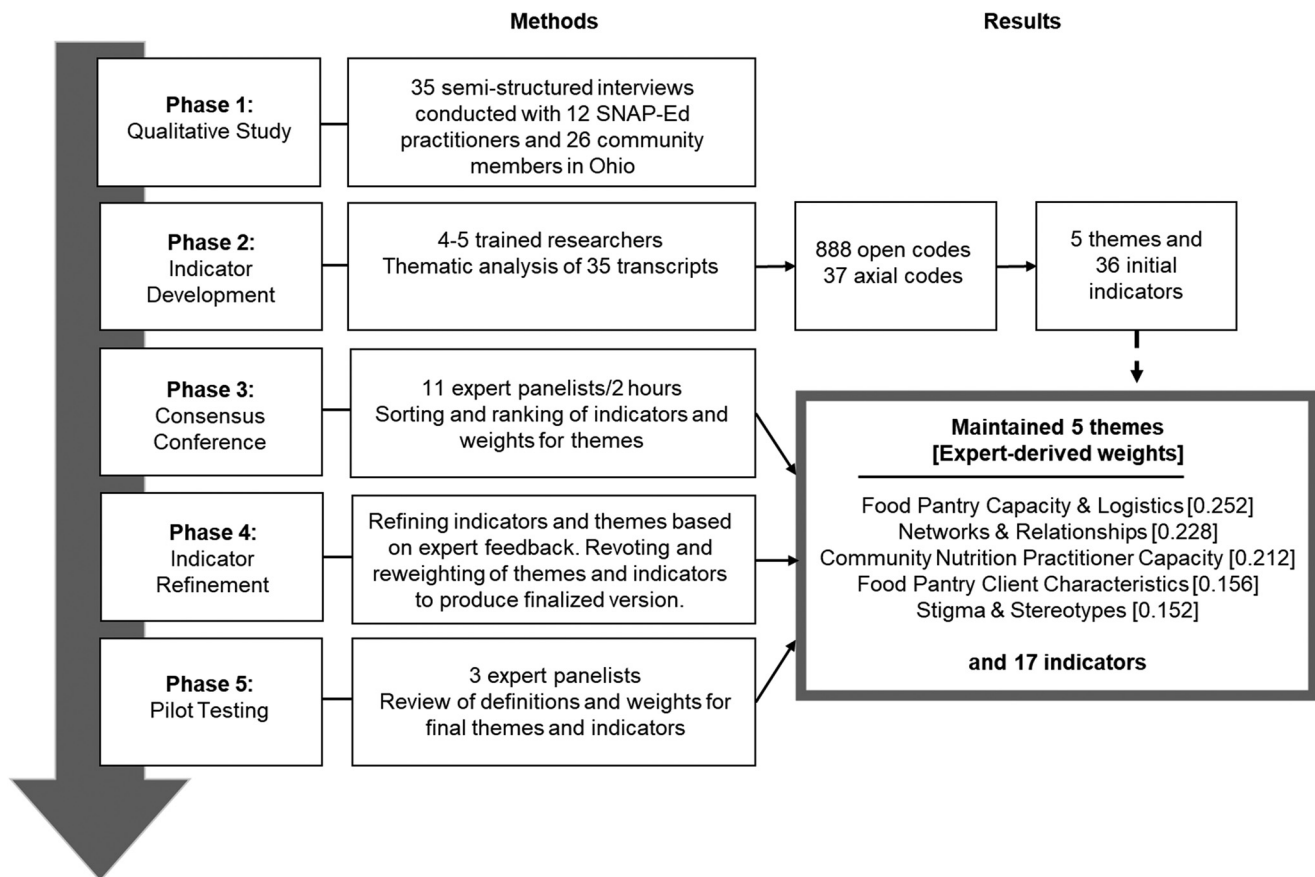 Methods
Results
Phase 1:
Qualitative Study
35 semi-structured interviews
conducted with 12 SNAP-Ed
practitioners and 26 community
members in Ohio
Phase 2:
Indicator
Development
4-5 trained researchers
Thematic analysis of 35 transcripts
888 open codes
37 axial codes
5 themes and
36 initial
indicators
Phase 3:
Consensus
Conference
11 expert panelists/2 hours
Sorting and ranking of indicators and
weights for themes
Phase 4:
Indicator
Refinement
Refining indicators and themes based
on expert feedback. Revoting and
reweighting of themes and indicators
to produce finalized version.
Phase 5:
Pilot Testing
3 expert panelists
Review of definitions and weights for
final themes and indicators
Maintained 5 themes
[Expert-derived weights]
Food Pantry Capacity & Logistics [0.252]
Networks & Relationships [0.228]
Community Nutrition Practitioner Capacity [0.212]
Food Pantry Client Characteristics [0.156]
Stigma & Stereotypes [0.152]
and 17 indicators